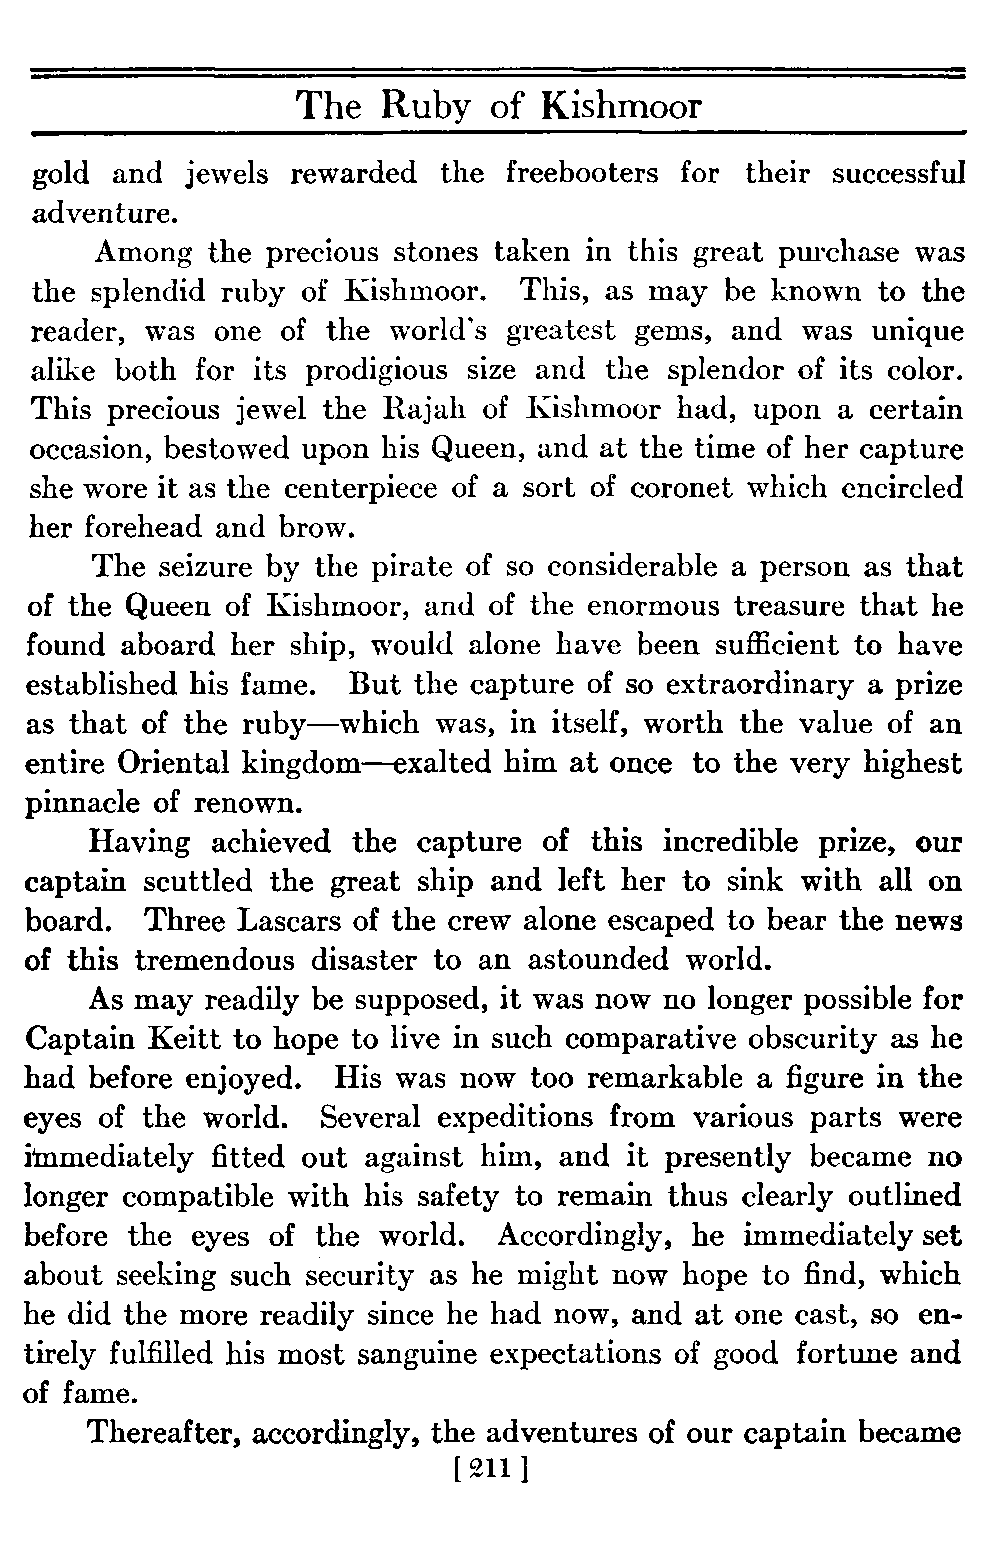 The Ruby of Kishmoor
gold and jewels rewarded the freebooters for their successful
adventure.
Among the precious stones taken in this great purchase was
the splendid ruby of Kishmoor. This, as may be known to the
reader, was one of the world's greatest gems, and was unique
alike both for its prodigious size and the splendor of its color.
This precious jewel the Rajah of Kishmoor had, upon a certain
occasion, bestowed upon his Queen, and at the time of her capture
she wore it as the centerpiece of a sort of coronet which encircled
her forehead and brow.
The seizure by the pirate of so considerable a person as that
of the Queen of Kishmoor, and of the enormous treasure that he
found aboard her ship, would alone have been sufficient to have
established his fame. But the capture of so extraordinary a prize
as that of the ruby—which was, in itself, worth the value of an
entire Oriental kingdom—exalted him at once to the very highest
pinnacle of renown.
Having achieved the capture of this incredible prize, our
captain scuttled the great ship and left her to sink with all on
board. Three Lascars of the crew alone escaped to bear the news
of this tremendous disaster to an astounded world.
As may readily be supposed, it was now no longer possible for
Captain Keitt to hope to live in such comparative obscurity as he
had before enjoyed. His was now too remarkable a figure in the
eyes of the world. Several expeditions from various parts were
immediately fitted out against him, and it presently became no
longer compatible with his safety to remain thus clearly outlined
before the eyes of the world. Accordingly, he immediately set
about seeking such security as he might now hope to find, which
he did the more readily since he had now, and at one cast, so en-
tirely fulfilled his most sanguine expectations of good fortune and
of fame.
Thereafter, accordingly, the adventures of our captain became
[ 211 ]